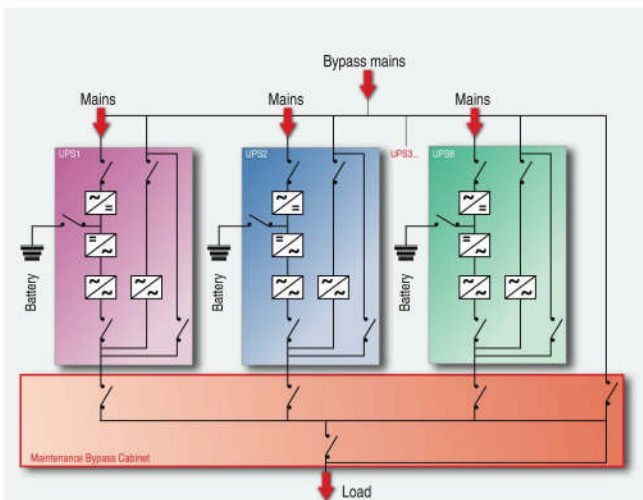 Bypass mains
Mains
Mains
Mains
UPS1
UPS2
UPS3...
UPS8
Battery
Battery
Battery
Maintenance Bypass Cabinet
Load